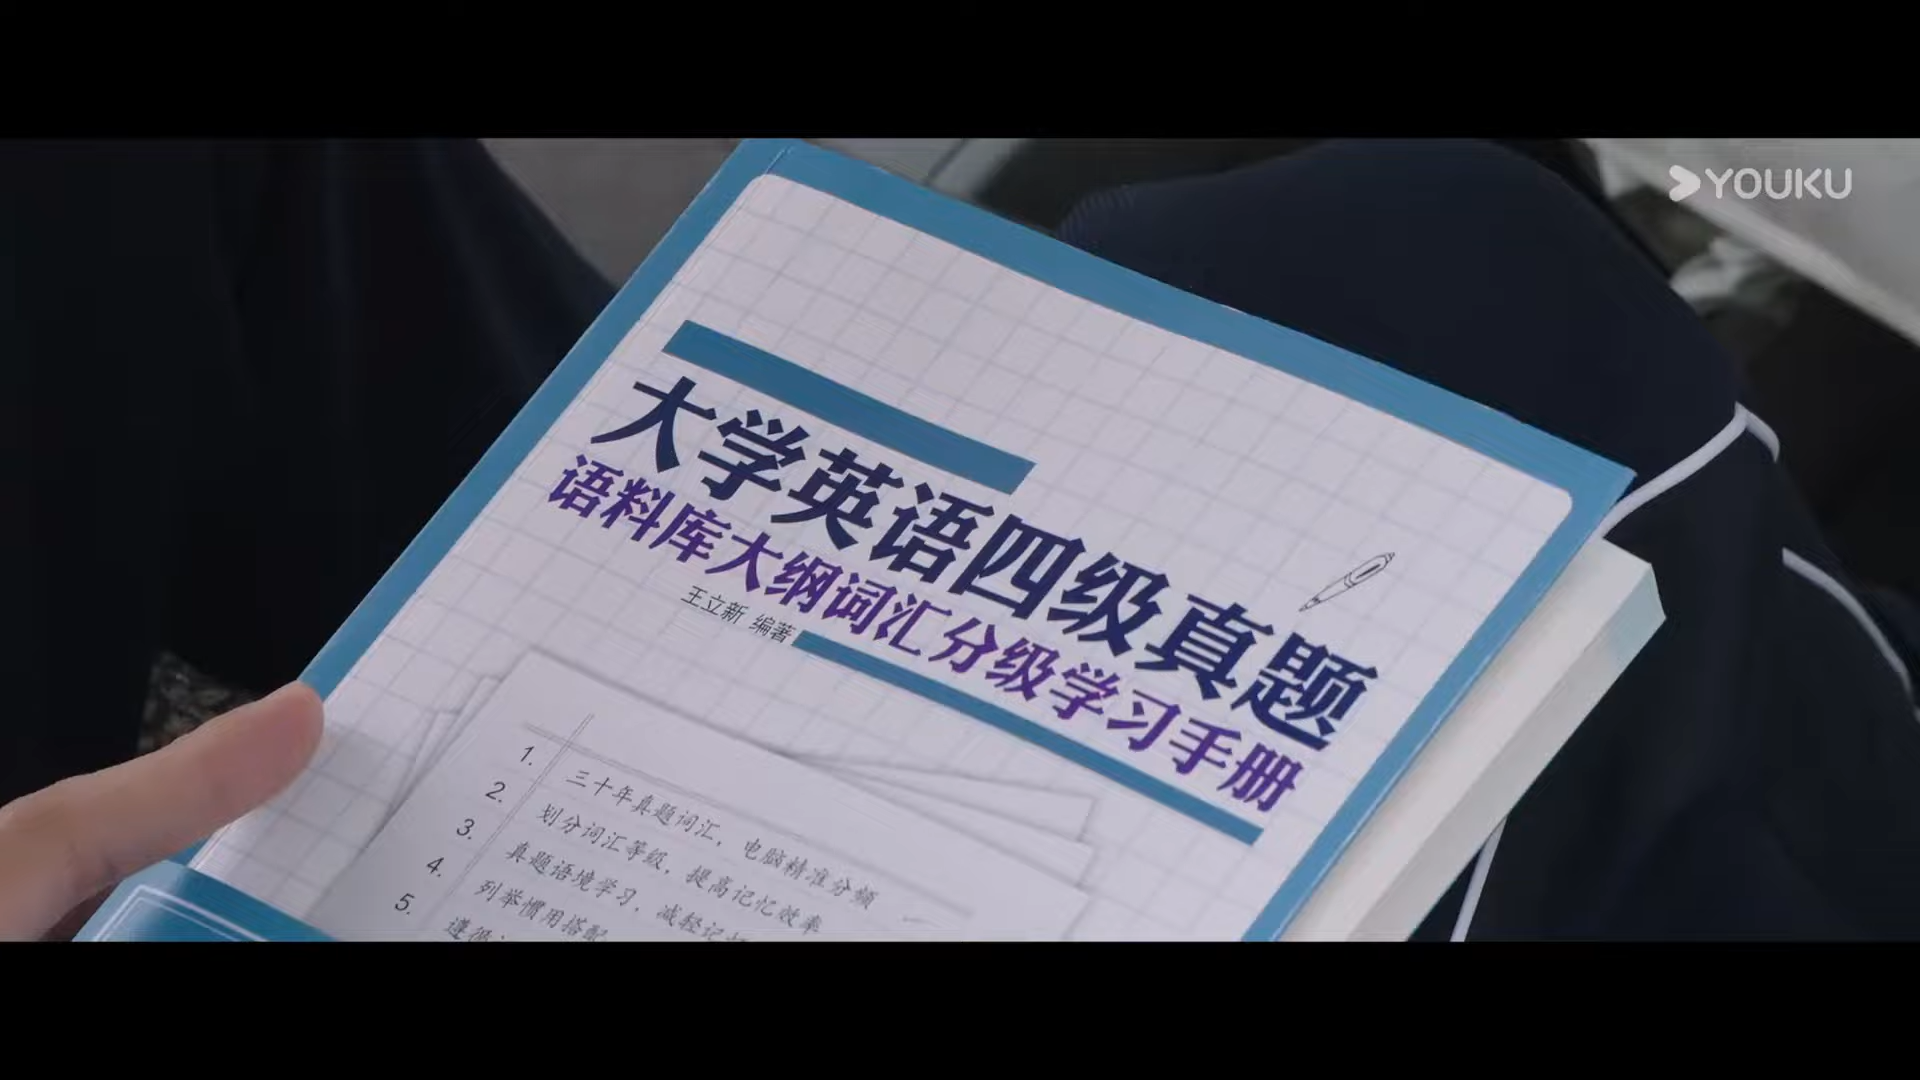 YOUKU
大学英语四级真题
语料库大纲词汇分级学习手册
王立新 编著
1. 三十年真题词汇，电脑精准分频
2. 划分词汇等级，提高记忆效率
3. 真题语境学习，减轻记
4. 列举惯用搭配
5. 遵循